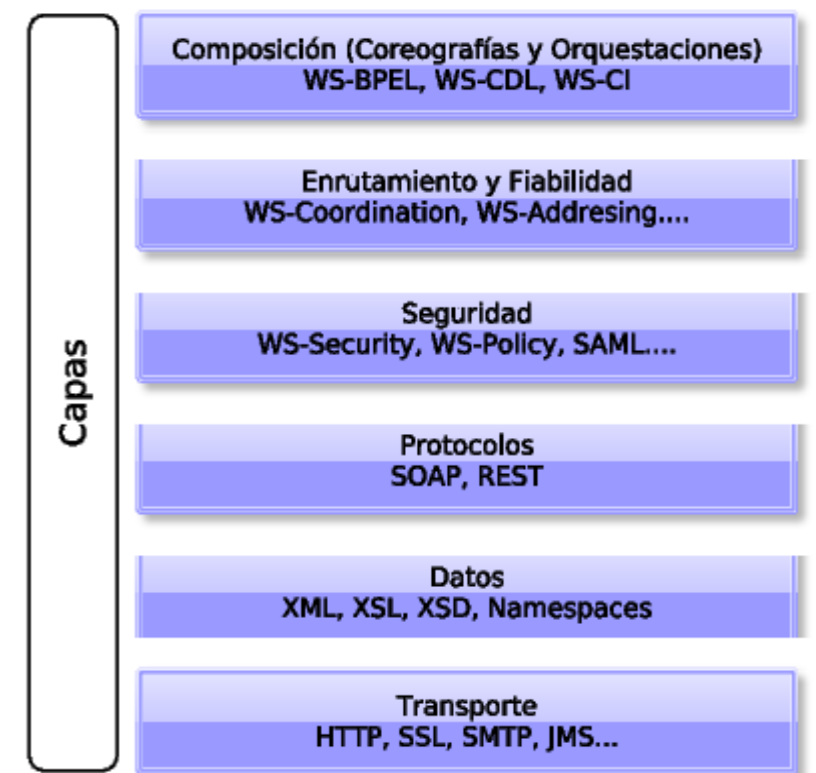 Capas
Composición (Coreografías y Orquestaciones)
WS-BPEL, WS-CDL, WS-CI
Enrutamiento y Fiabilidad
WS-Coordination, WS-Addresing....
Seguridad
WS-Security, WS-Policy, SAML....
Protocolos
SOAP, REST
Datos
XML, XSL, XSD, Namespaces
Transporte
HTTP, SSL, SMTP, JMS...